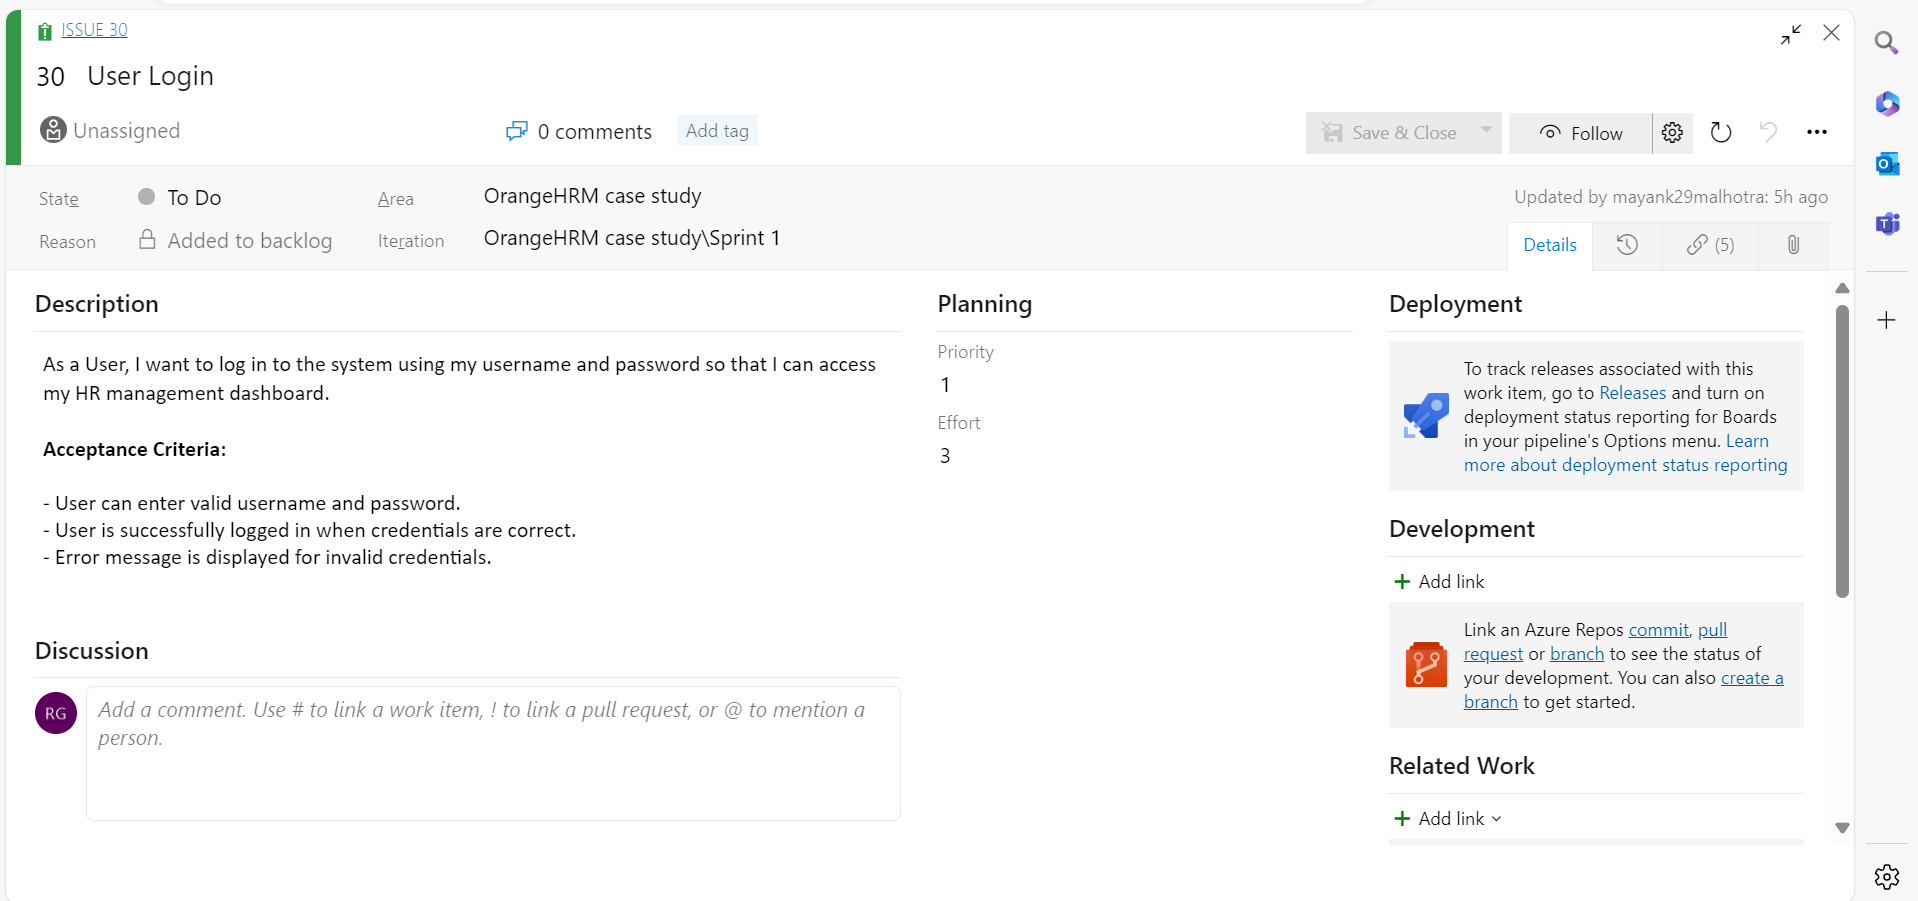 ISSUE 30
30 User Login
Unassigned
0 comments
Add tag
Save & Close
Follow
State
To Do
Area
OrangeHRM case study
Updated by mayank29malhotra: 5h ago
Reason
Added to backlog
Iteration
OrangeHRM case study\Sprint 1
Details
(5)
Description
As a User, I want to log in to the system using my username and password so that I can access
my HR management dashboard.
Acceptance Criteria:
- User can enter valid username and password.
- User is successfully logged in when credentials are correct.
- Error message is displayed for invalid credentials.
Discussion
RG
Add a comment. Use # to link a work item, ! to link a pull request, or @ to mention a
person.
Planning
Priority
1
Effort
3
Deployment
To track releases associated with this
work item, go to Releases and turn on
deployment status reporting for Boards
in your pipeline's Options menu. Learn
more about deployment status reporting
Development
+ Add link
Link an Azure Repos commit, pull
request or branch to see the status of
your development. You can also create a
branch to get started.
Related Work
+ Add link